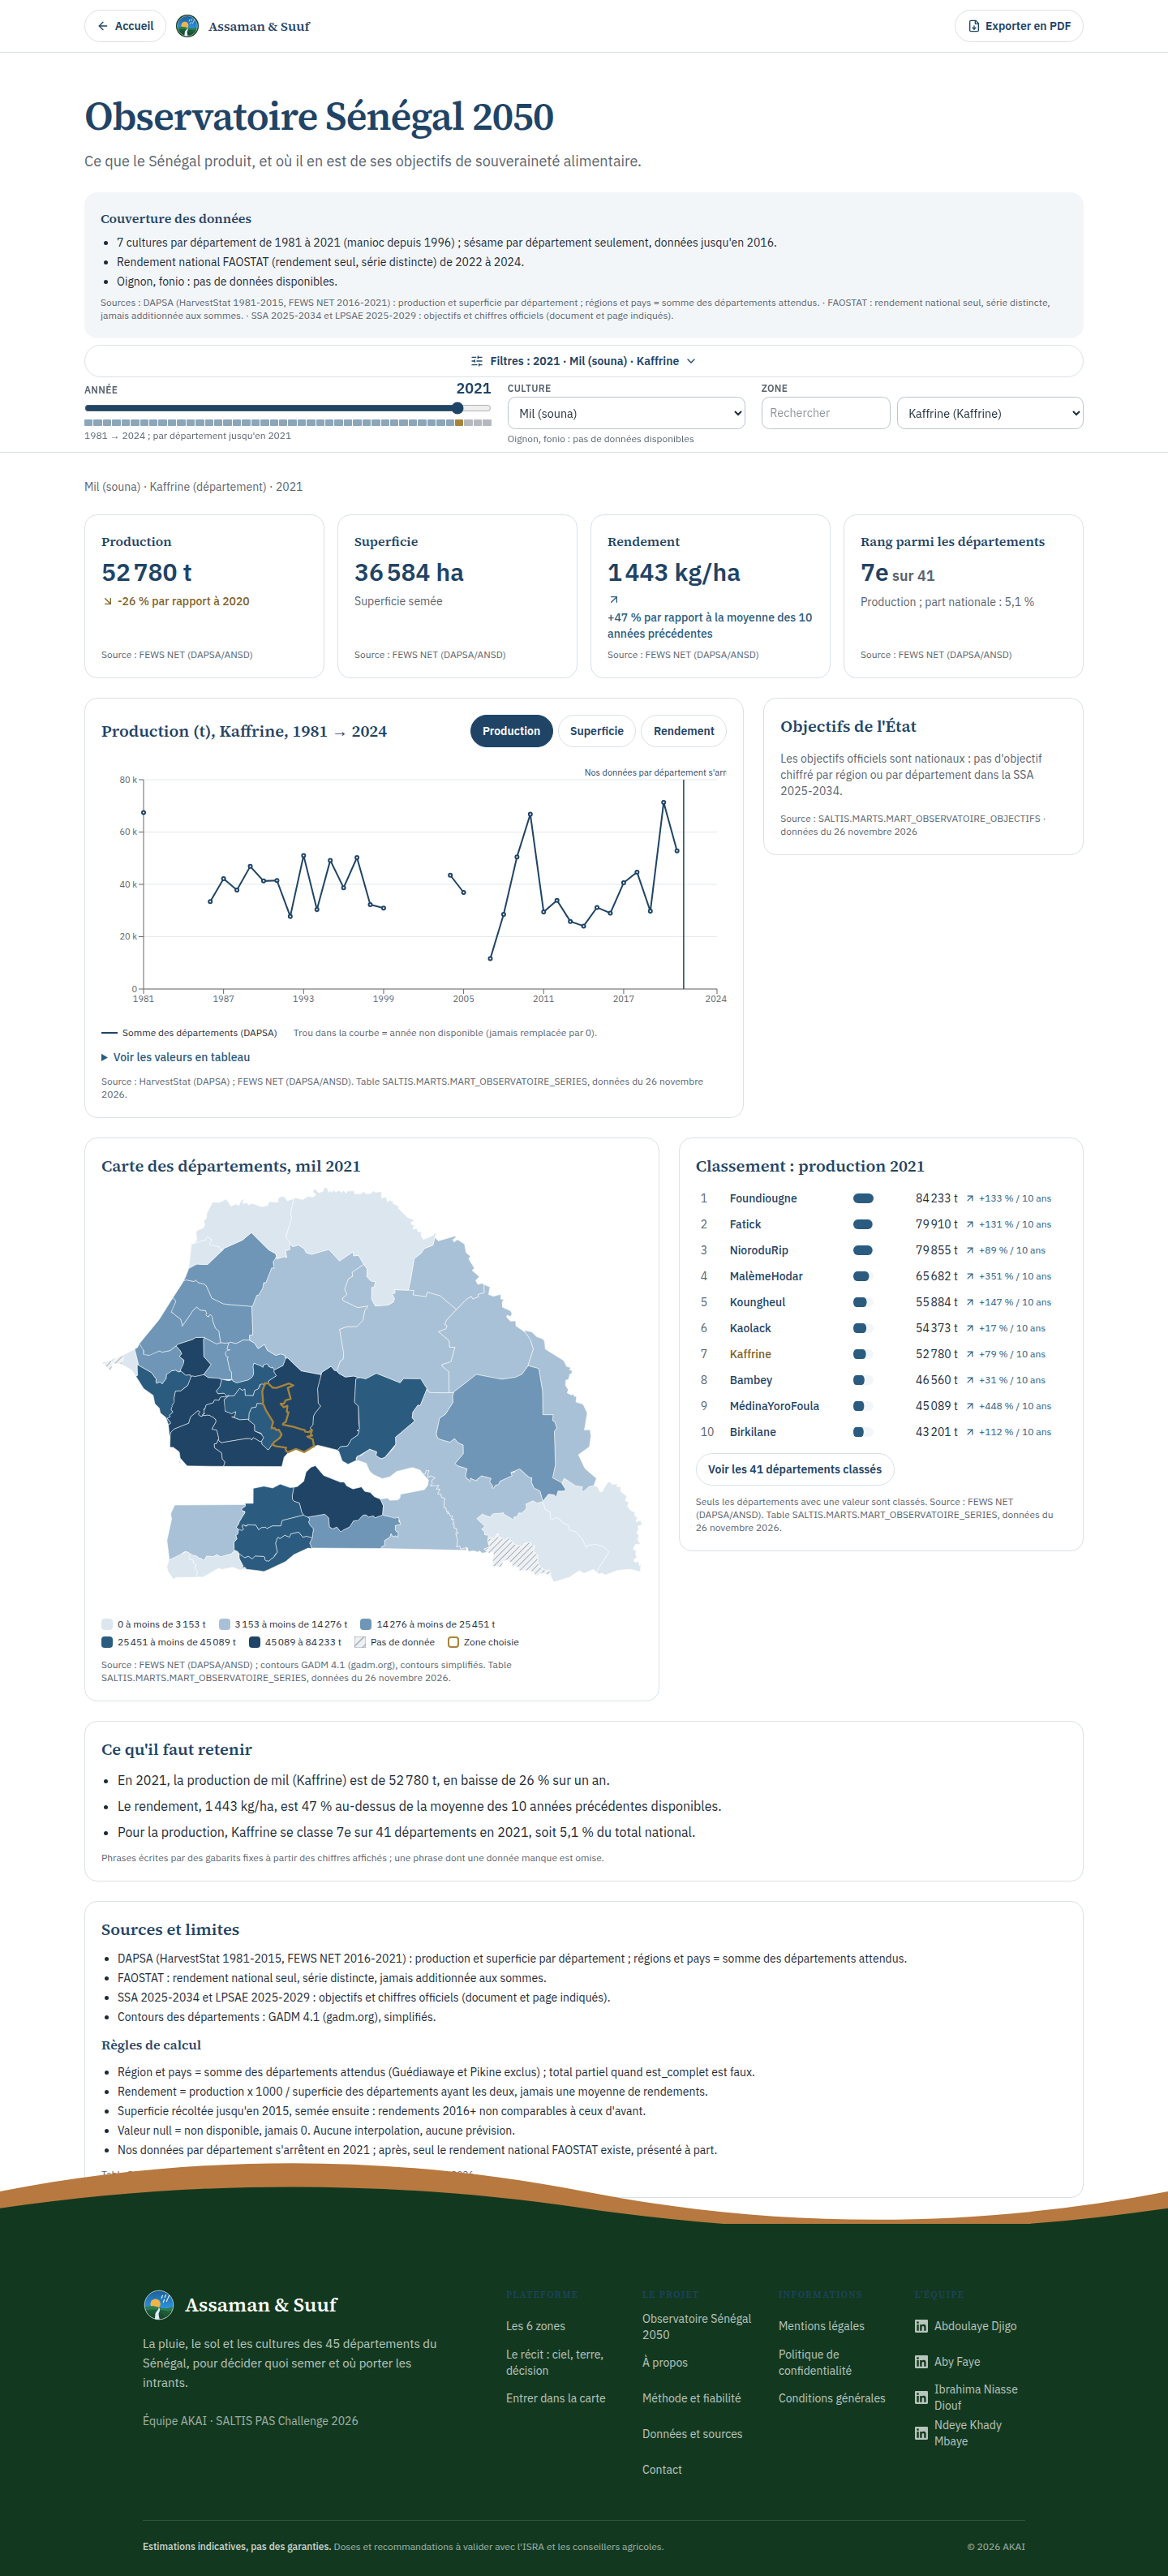 Accueil
Assaman & Suuf
Exporter en PDF
Observatoire Sénégal 2050
Ce que le Sénégal produit, et où il en est de ses objectifs de souveraineté alimentaire.
Couverture des données
7 cultures par département de 1981 à 2021 (manioc depuis 1996) ; sésame par département seulement, données jusqu'en 2016.
Rendement national FAOSTAT (rendement seul, série distincte) de 2022 à 2024.
Oignon, fonio : pas de données disponibles.
Sources : DAPSA (HarvestStat 1981-2015, FEWS NET 2016-2021) : production et superficie par département ; régions et pays = somme des départements attendus. · FAOSTAT : rendement national seul, série distincte,
jamais additionnée aux sommes. · SSA 2025-2034 et LPSAE 2025-2029 : objectifs et chiffres officiels (document et page indiqués).
Filtres : 2021 · Mil (souna) · Kaffrine
ANNÉE
2021
1981 → 2024 ; par département jusqu'en 2021
CULTURE
Mil (souna)
Oignon, fonio : pas de données disponibles
ZONE
Rechercher
Kaffrine (Kaffrine)
Mil (souna) · Kaffrine (département) · 2021
Production
52 780 t
-26 % par rapport à 2020
Source : FEWS NET (DAPSA/ANSD)
Superficie
36 584 ha
Superficie semée
Source : FEWS NET (DAPSA/ANSD)
Rendement
1 443 kg/ha
+47 % par rapport à la moyenne des 10
années précédentes
Source : FEWS NET (DAPSA/ANSD)
Rang parmi les départements
7e sur 41
Production ; part nationale : 5,1 %
Source : FEWS NET (DAPSA/ANSD)
Production (t), Kaffrine, 1981 → 2024
Production
Superficie
Rendement
Nos données par département s'arr
80 k
60 k
40 k
20 k
0
1981 1987 1993 1999 2005 2011 2017 2024
Somme des départements (DAPSA)
Trou dans la courbe = année non disponible (jamais remplacée par 0).
Voir les valeurs en tableau
Source : HarvestStat (DAPSA) ; FEWS NET (DAPSA/ANSD). Table SALTIS.MARTS.MART_OBSERVATOIRE_SERIES, données du 26 novembre
2026.
Objectifs de l'État
Les objectifs officiels sont nationaux : pas d'objectif
chiffré par région ou par département dans la SSA
2025-2034.
Source : SALTIS.MARTS.MART_OBSERVATOIRE_OBJECTIFS ·
données du 26 novembre 2026
Carte des départements, mil 2021
0 à moins de 3 153 t
3 153 à moins de 14 276 t
14 276 à moins de 25 451 t
25 451 à moins de 45 089 t
45 089 à 84 233 t
Pas de donnée
Zone choisie
Source : FEWS NET (DAPSA/ANSD) ; contours GADM 4.1 (gadm.org), contours simplifiés. Table
SALTIS.MARTS.MART_OBSERVATOIRE_SERIES, données du 26 novembre 2026.
Classement : production 2021
1 Foundiougne 84 233 t +133 % / 10 ans
2 Fatick 79 910 t +131 % / 10 ans
3 NioroduRip 79 855 t +89 % / 10 ans
4 MalèmeHodar 65 682 t +351 % / 10 ans
5 Koungheul 55 884 t +147 % / 10 ans
6 Kaolack 54 373 t +17 % / 10 ans
7 Kaffrine 52 780 t +79 % / 10 ans
8 Bambey 46 560 t +31 % / 10 ans
9 MédinaYoroFoula 45 089 t +448 % / 10 ans
10 Birkilane 43 201 t +112 % / 10 ans
Voir les 41 départements classés
Seuls les départements avec une valeur sont classés. Source : FEWS NET
(DAPSA/ANSD). Table SALTIS.MARTS.MART_OBSERVATOIRE_SERIES, données du
26 novembre 2026.
Ce qu'il faut retenir
En 2021, la production de mil (Kaffrine) est de 52 780 t, en baisse de 26 % sur un an.
Le rendement, 1 443 kg/ha, est 47 % au-dessus de la moyenne des 10 années précédentes disponibles.
Pour la production, Kaffrine se classe 7e sur 41 départements en 2021, soit 5,1 % du total national.
Phrases écrites par des gabarits fixes à partir des chiffres affichés ; une phrase dont une donnée manque est omise.
Sources et limites
DAPSA (HarvestStat 1981-2015, FEWS NET 2016-2021) : production et superficie par département ; régions et pays = somme des départements attendus.
FAOSTAT : rendement national seul, série distincte, jamais additionnée aux sommes.
SSA 2025-2034 et LPSAE 2025-2029 : objectifs et chiffres officiels (document et page indiqués).
Contours des départements : GADM 4.1 (gadm.org), simplifiés.
Règles de calcul
Région et pays = somme des départements attendus (Guédiawaye et Pikine exclus) ; total partiel quand est_complet est faux.
Rendement = production x 1000 / superficie des départements ayant les deux, jamais une moyenne de rendements.
Superficie récoltée jusqu'en 2015, semée ensuite : rendements 2016+ non comparables à ceux d'avant.
Valeur null = non disponible, jamais 0. Aucune interpolation, aucune prévision.
Nos données par département s'arrêtent en 2021 ; après, seul le rendement national FAOSTAT existe, présenté à part.
Assaman & Suuf
La pluie, le sol et les cultures des 45 départements du
Sénégal, pour décider quoi semer et où porter les
intrants.
Équipe AKAI · SALTIS PAS Challenge 2026
PLATEFORME
Les 6 zones
Le récit : ciel, terre,
décision
Entrer dans la carte
LE PROJET
Observatoire Sénégal
2050
À propos
Méthode et fiabilité
Données et sources
Contact
INFORMATIONS
Mentions légales
Politique de
confidentialité
Conditions générales
L'ÉQUIPE
Abdoulaye Djigo
Aby Faye
Ibrahima Niasse
Diouf
Ndeye Khady
Mbaye
Estimations indicatives, pas des garanties. Doses et recommandations à valider avec l'ISRA et les conseillers agricoles.
© 2026 AKAI